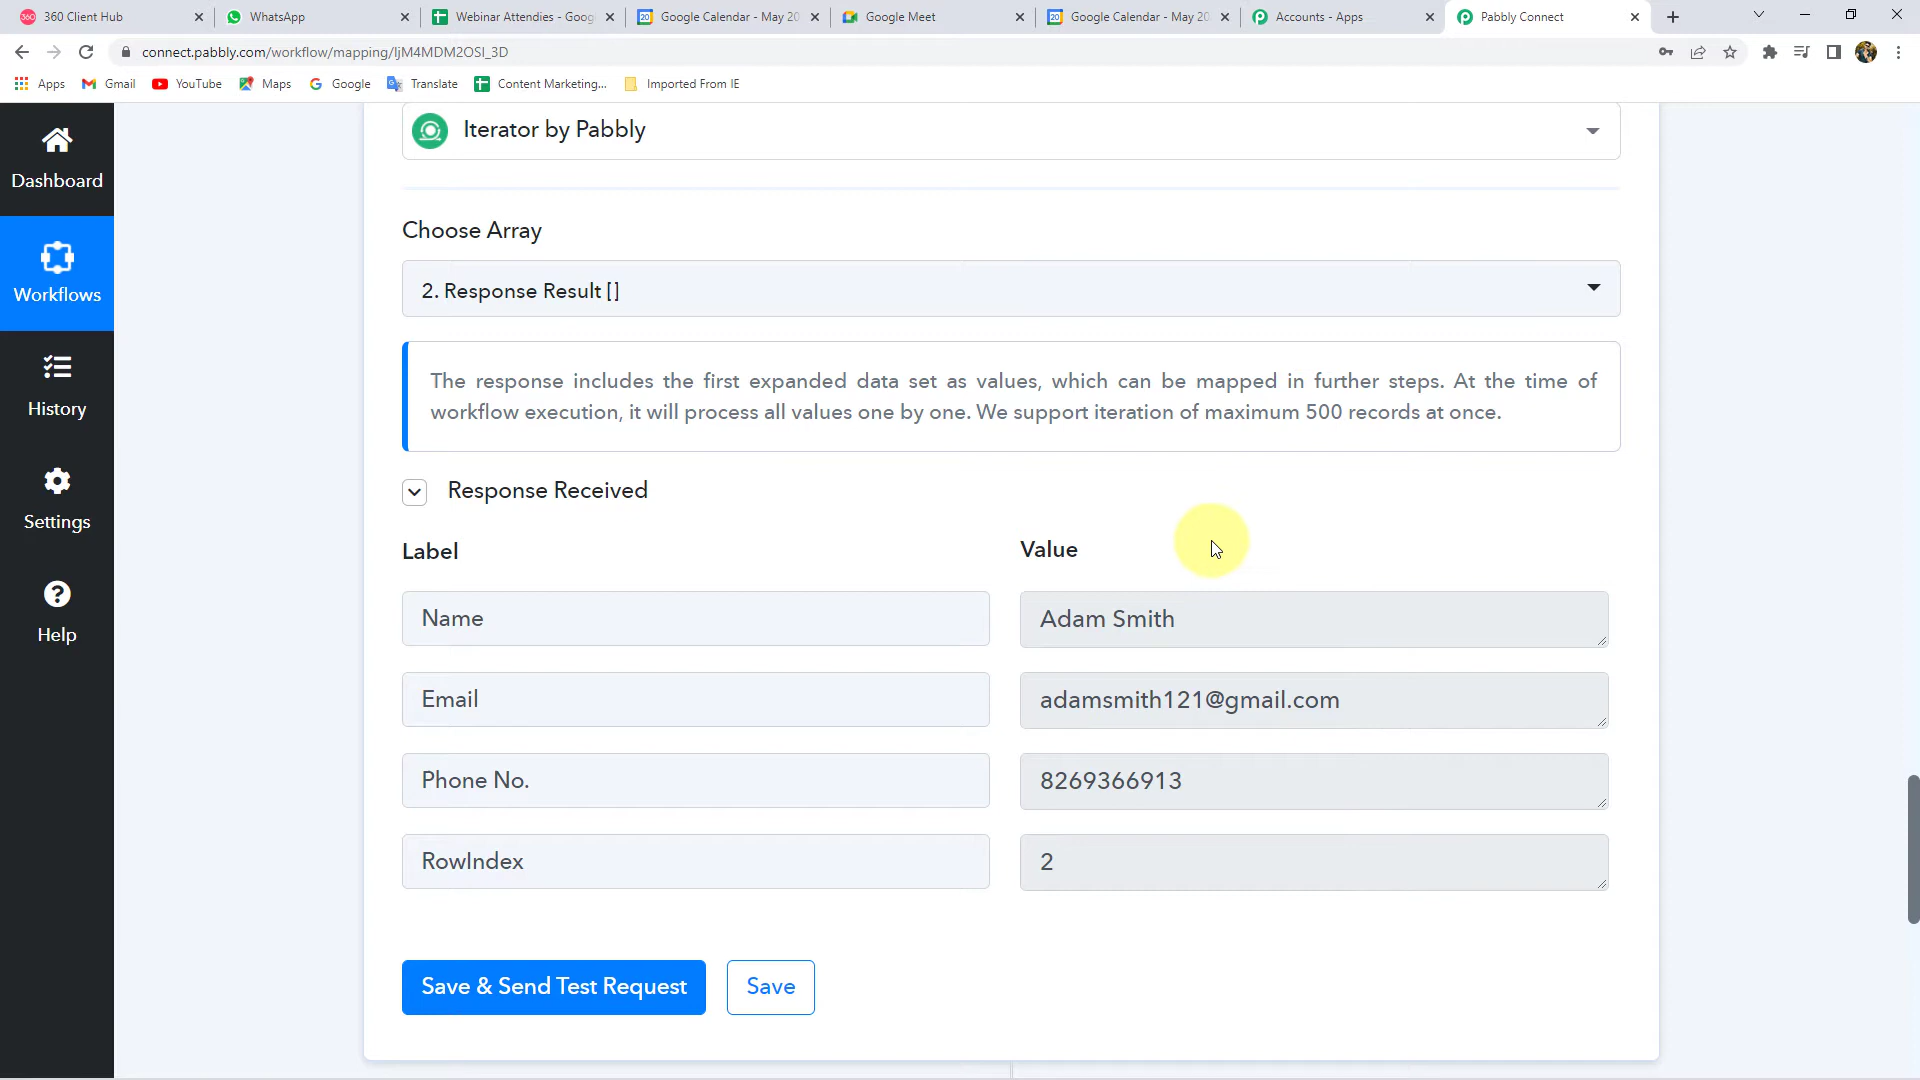 360 Client Hub
WhatsApp
Webinar Attendies - Goog
Google Calendar - May 20
Google Meet
Google Calendar - May 20
Accounts - Apps
Pabbly Connect
connect.pabbly.com/workflow/mapping/IjM4MDM2OSI_3D
Apps
Gmail
YouTube
Maps
Google
Translate
Content Marketing...
Imported From IE
Dashboard
Workflows
History
Settings
Help
Iterator by Pabbly
Choose Array
2. Response Result []
The response includes the first expanded data set as values, which can be mapped in further steps. At the time of
workflow execution, it will process all values one by one. We support iteration of maximum 500 records at once.
Response Received
Label
Value
Name
Adam Smith
Email
adamsmith121@gmail.com
Phone No.
8269366913
RowIndex
2
Save & Send Test Request
Save